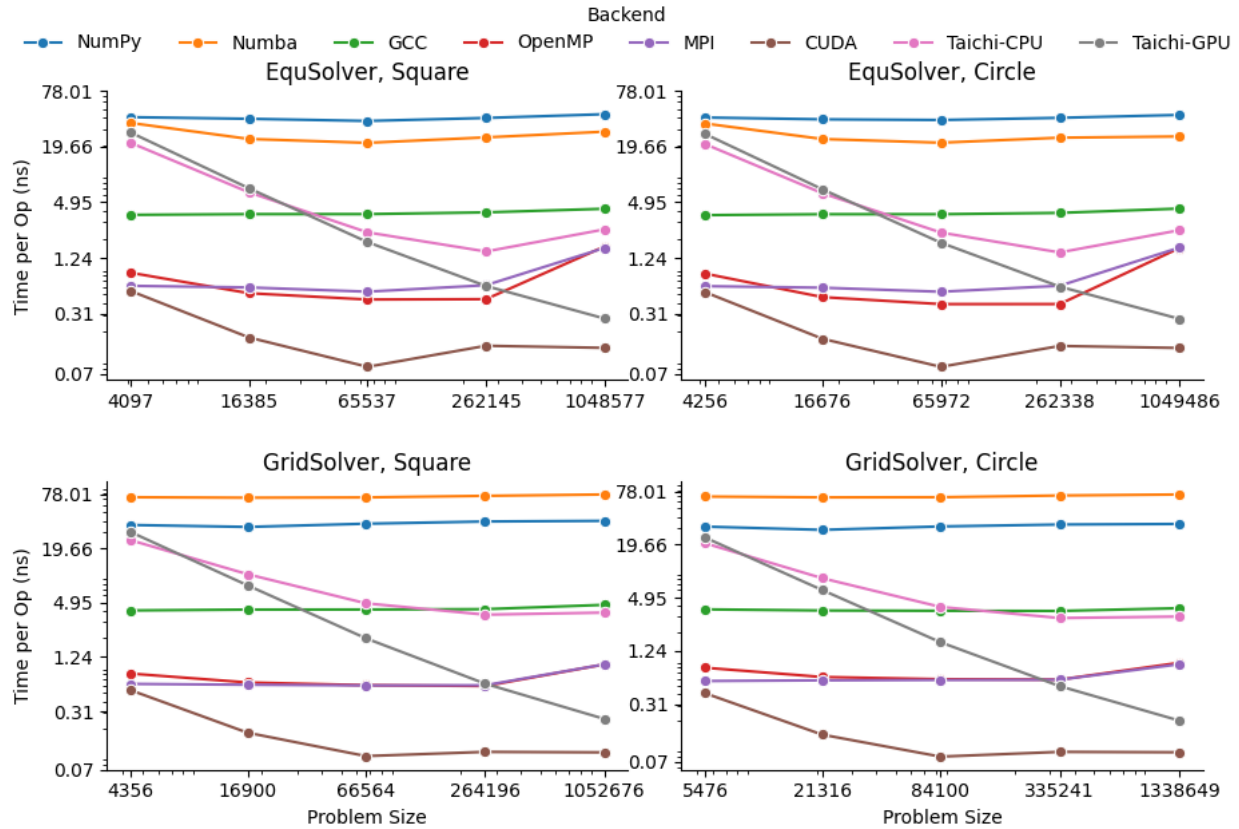 Backend
NumPy Numba GCC OpenMP MPI CUDA Taichi-CPU Taichi-GPU
EquSolver, Square
78.01
19.66
4.95
1.24
0.31
0.07
Time per Op (ns)
4097 16385 65537 262145 1048577
EquSolver, Circle
78.01
19.66
4.95
1.24
0.31
0.07
4256 16676 65972 262338 1049486
GridSolver, Square
78.01
19.66
4.95
1.24
0.31
0.07
Time per Op (ns)
4356 16900 66564 264196 1052676
Problem Size
GridSolver, Circle
78.01
19.66
4.95
1.24
0.31
0.07
5476 21316 84100 335241 1338649
Problem Size